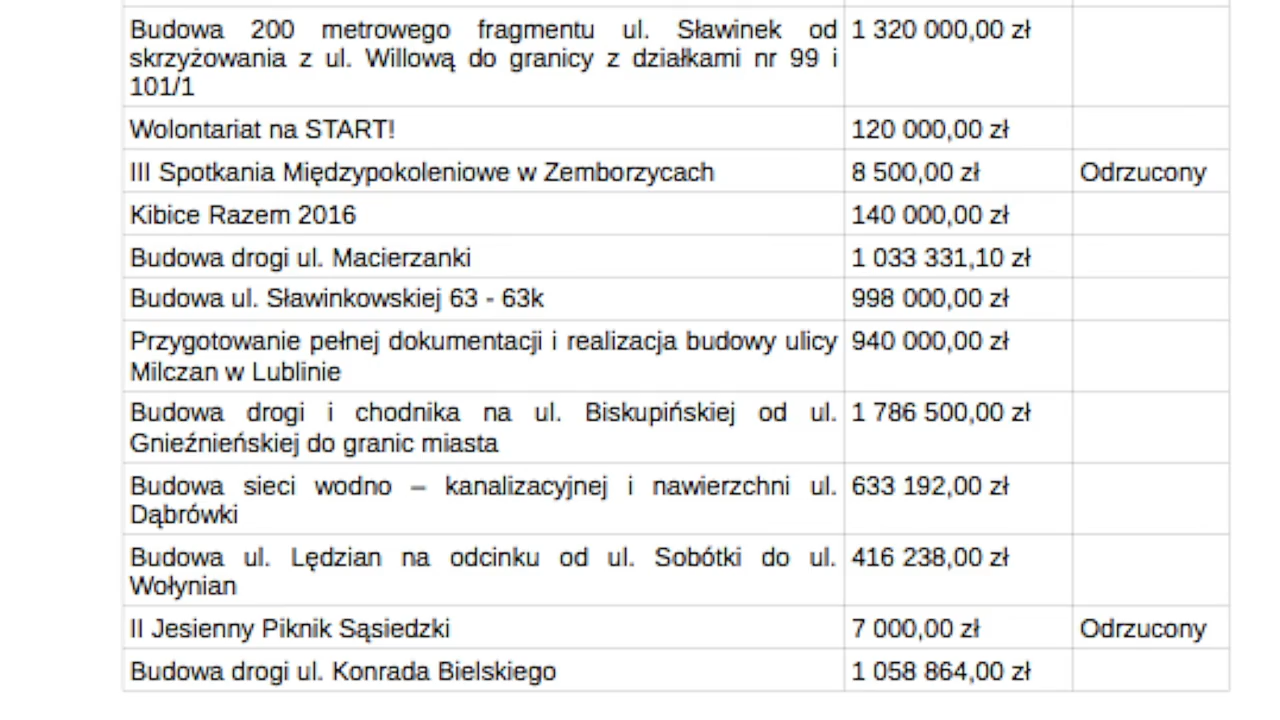 Budowa 200 metrowego fragmentu ul. Sławinek od 1 320 000,00 zł
skrzyżowania z ul. Willową do granicy z działkami nr 99 i
101/1
Wolontariat na START! 120 000,00 zł
III Spotkania Międzypokoleniowe w Zemborzycach 8 500,00 zł Odrzucony
Kibice Razem 2016 140 000,00 zł
Budowa drogi ul. Macierzanki 1 033 331,10 zł
Budowa ul. Sławinkowskiej 63 - 63k 998 000,00 zł
Przygotowanie pełnej dokumentacji i realizacja budowy ulicy 940 000,00 zł
Milczan w Lublinie
Budowa drogi i chodnika na ul. Biskupińskiej od ul. 1 786 500,00 zł
Gnieźnieńskiej do granic miasta
Budowa sieci wodno – kanalizacyjnej i nawierzchni ul. 633 192,00 zł
Dąbrówki
Budowa ul. Lędzian na odcinku od ul. Sobótki do ul. 416 238,00 zł
Wołynian
II Jesienny Piknik Sąsiedzki 7 000,00 zł Odrzucony
Budowa drogi ul. Konrada Bielskiego 1 058 864,00 zł